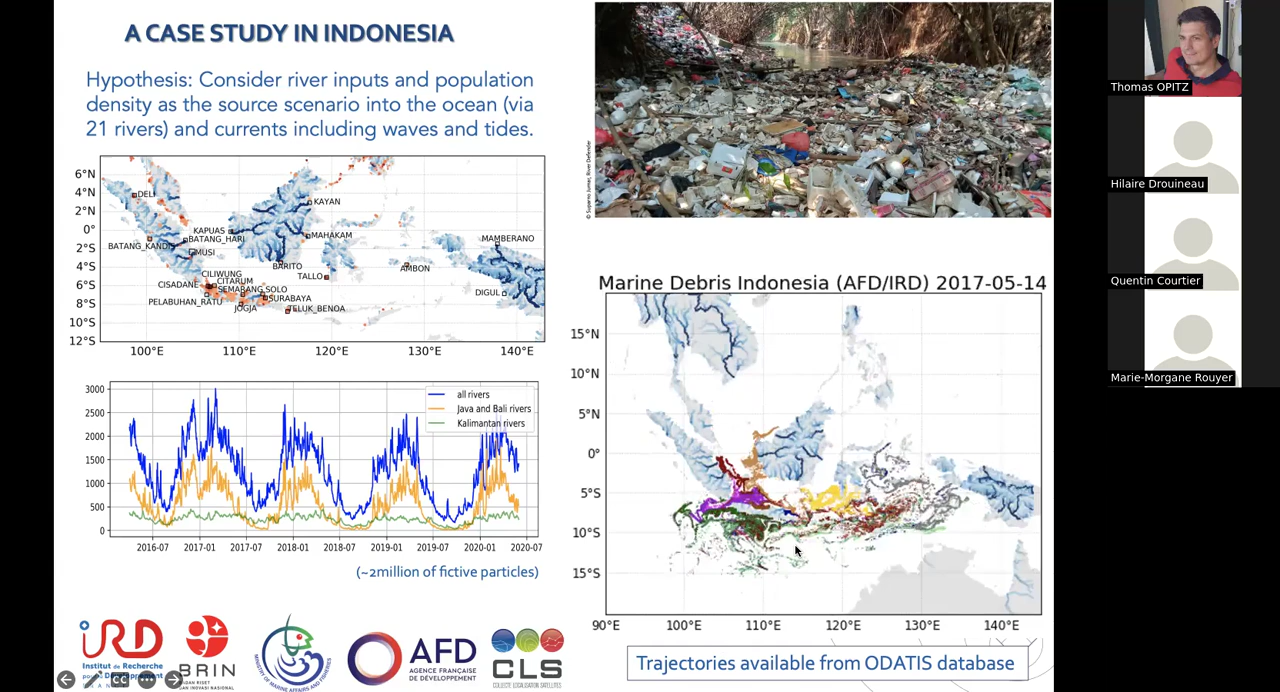 A CASE STUDY IN INDONESIA
Hypothesis: Consider river inputs and population
density as the source scenario into the ocean (via
21 rivers) and currents including waves and tides.
6°N
4°N
2°N
0°
2°S
4°S
6°S
8°S
10°S
12°S
DELI
KAYAN
KAPUAS
BATANG_HARI
MAHAKAM
MAMBERANO
BATANG_KANDIS
MUSI
BARITO
AMBON
CILIWUNG
TALLO
CISADANE
CITARUM
SEMARANG_SOLO
DIGUL
PELABUHAN_RATU
SURABAYA
JOGJA
TELUK_BENOA
100°E 110°E 120°E 130°E 140°E
3000
2500
2000
1500
1000
500
0
all rivers
Java and Bali rivers
Kalimantan rivers
2016-07 2017-01 2017-07 2018-01 2018-07 2019-01 2019-07 2020-01 2020-07
(~2million of fictive particles)
iRD
Institut de Recherche
pour le Développement
FRANCE
BRIN
BADAN RISET
DAN INOVASI NASIONAL
MINISTRY OF MARINE AFFAIRS AND FISHERIES
AFD
AGENCE FRANÇAISE
DE DÉVELOPPEMENT
CLS
COLLECTE LOCALISATION SATELLITES
CC
Marine Debris Indonesia (AFD/IRD) 2017-05-14
15°N
10°N
5°N
0°
5°S
10°S
15°S
90°E 100°E 110°E 120°E 130°E 140°E
Trajectories available from ODATIS database
Thomas OPITZ
Hilaire Drouineau
Quentin Courtier
Marie-Morgane Rouyer